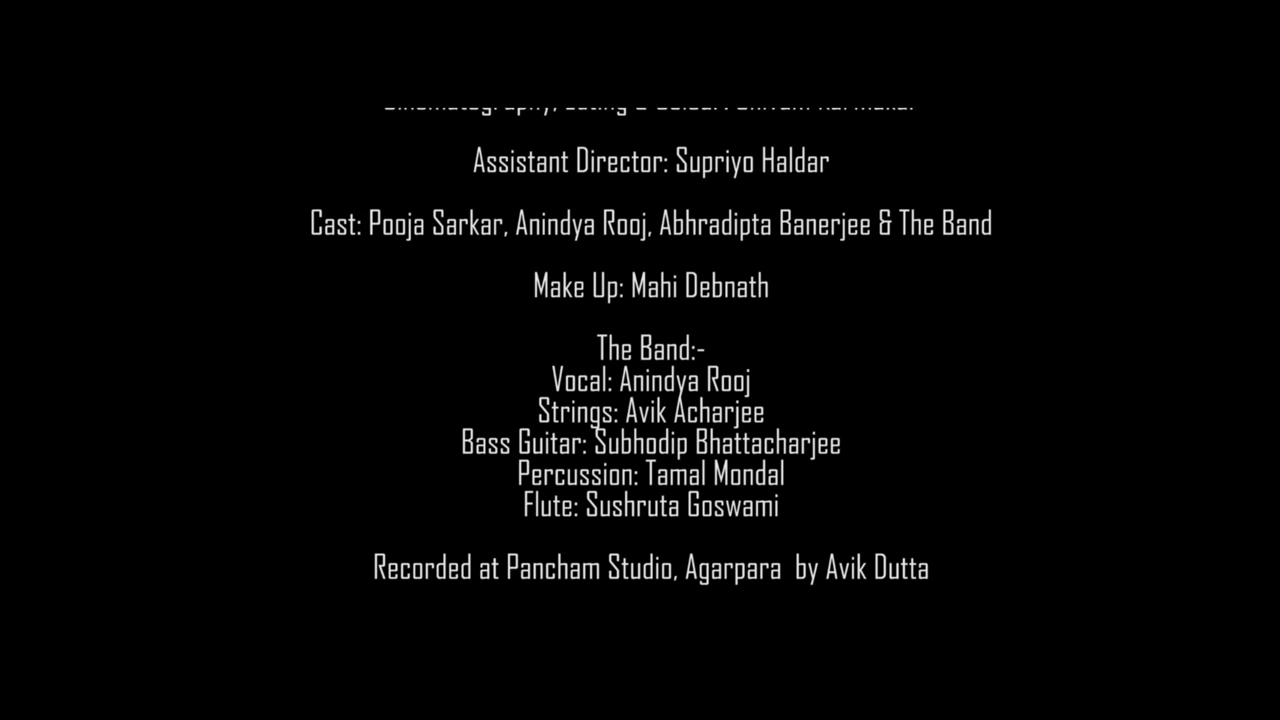 Assistant Director: Supriyo Haldar
Cast: Pooja Sarkar, Anindya Rooj, Abhradipta Banerjee & The Band
Make Up: Mahi Debnath
The Band:-
Vocal: Anindya Rooj
Strings: Avik Acharjee
Bass Guitar: Subhodip Bhattacharjee
Percussion: Tamal Mondal
Flute: Sushruta Goswami
Recorded at Pancham Studio, Agarpara  by Avik Dutta